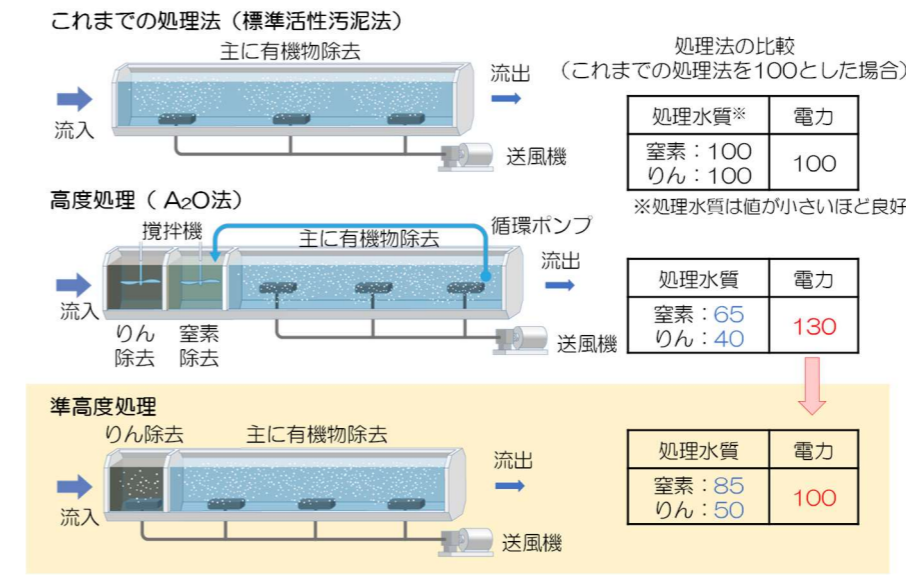 これまでの処理法（標準活性汚泥法）
主に有機物除去
流入
流出
送風機
処理法の比較
（これまでの処理法を100とした場合）
処理水質※ 電力
窒素：100
りん：100
100
※処理水質は値が小さいほど良好
高度処理（ A2O法）
撹拌機
主に有機物除去
循環ポンプ
流入
流出
りん
除去
窒素
除去
送風機
処理水質 電力
窒素：65
りん：40
130
準高度処理
りん除去
主に有機物除去
流入
流出
送風機
処理水質 電力
窒素：85
りん：50
100